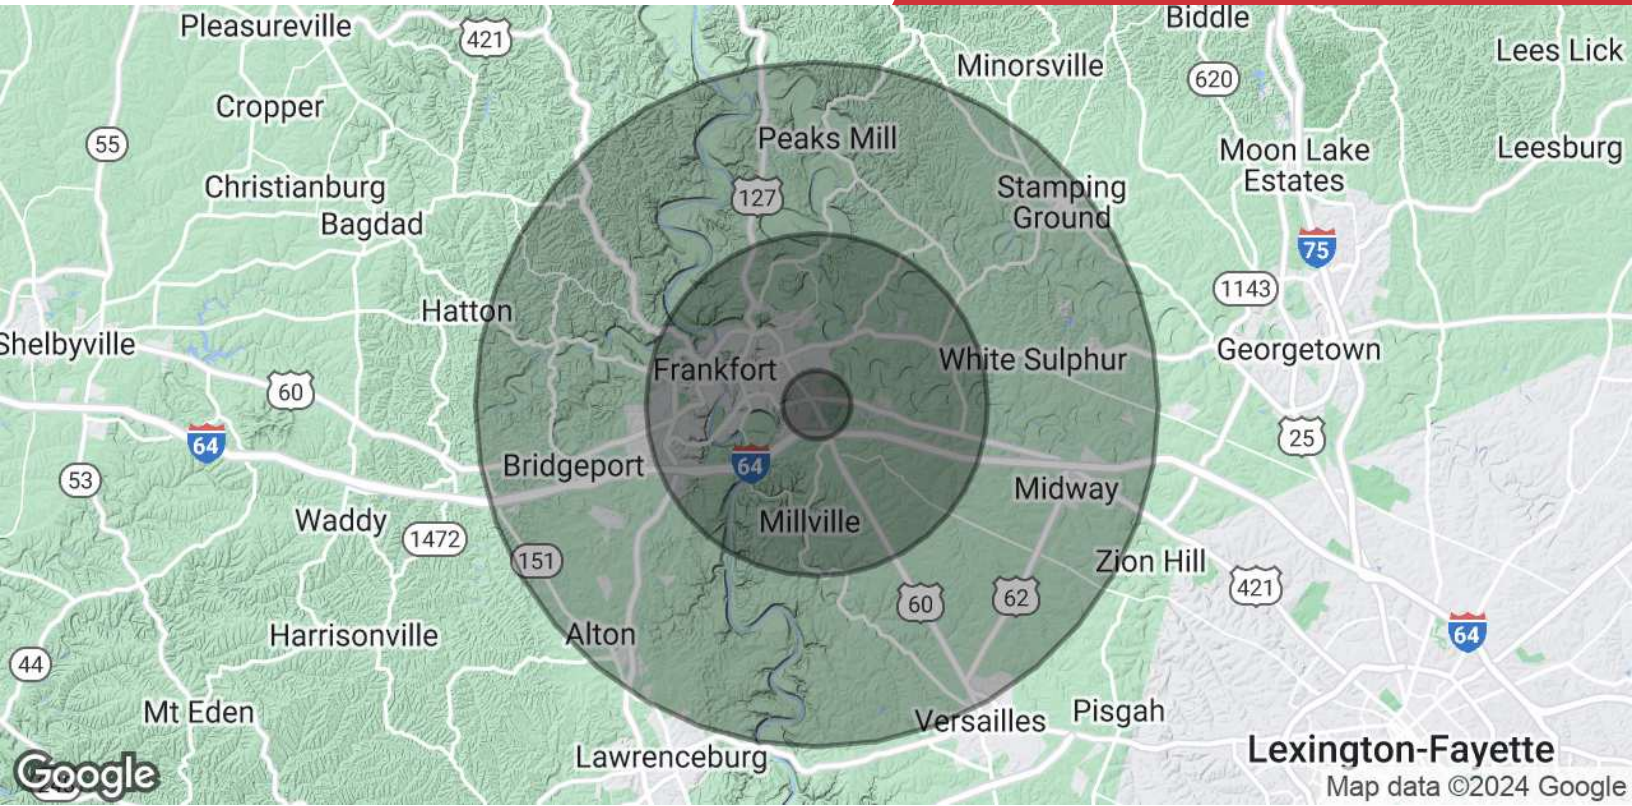 Biddle
Pleasureville
421
Lees Lick
Minorsville
620
Cropper
Peaks Mill
55
Moon Lake
Estates
Leesburg
Christianburg
127
Stamping
Ground
Bagdad
75
1143
Hatton
Shelbyville
Georgetown
White Sulphur
Frankfort
60
64
25
Bridgeport
64
53
Midway
Waddy
Millville
1472
151
Zion Hill
421
60
62
Harrisonville
Alton
64
44
Mt Eden
Versailles
Pisgah
Lawrenceburg
Lexington-Fayette
Google
Map data ©2024 Google